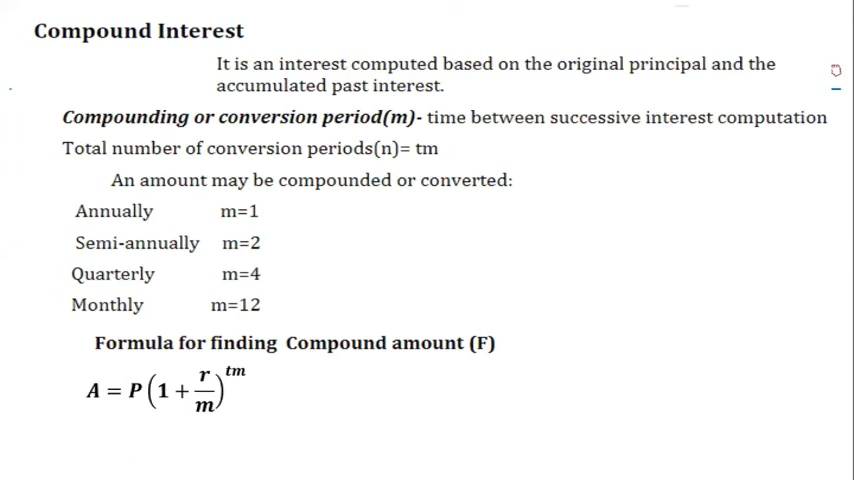 Compound Interest
It is an interest computed based on the original principal and the
accumulated past interest.
Compounding or conversion period(m)- time between successive interest computation
Total number of conversion periods(n)= tm
An amount may be compounded or converted:
Annually m=1
Semi-annually m=2
Quarterly m=4
Monthly m=12
Formula for finding Compound amount (F)
A = P(1 + r/m)^tm